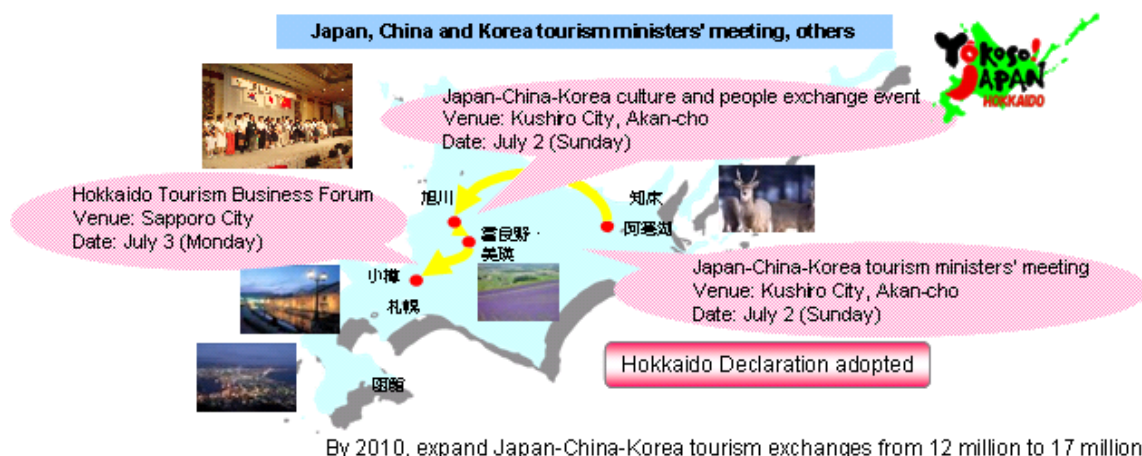 Japan, China and Korea tourism ministers' meeting, others
Yōkoso!
JAPAN
HOKKAIDO
Japan-China-Korea culture and people exchange event
Venue: Kushiro City, Akan-cho
Date: July 2 (Sunday)
Hokkaido Tourism Business Forum
Venue: Sapporo City
Date: July 3 (Monday)
旭川
知床
阿寒湖
富良野・
美瑛
小樽
札幌
函館
Japan-China-Korea tourism ministers' meeting
Venue: Kushiro City, Akan-cho
Date: July 2 (Sunday)
Hokkaido Declaration adopted
By 2010, expand Japan-China-Korea tourism exchanges from 12 million to 17 million